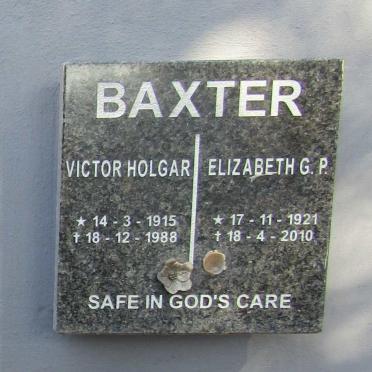 BAXTER
VICTOR HOLGAR ELIZABETH G. P.
★ 14 - 3 - 1915 ★ 17 - 11 - 1921
† 18 - 12 - 1988 † 18 - 4 - 2010
SAFE IN GOD'S CARE